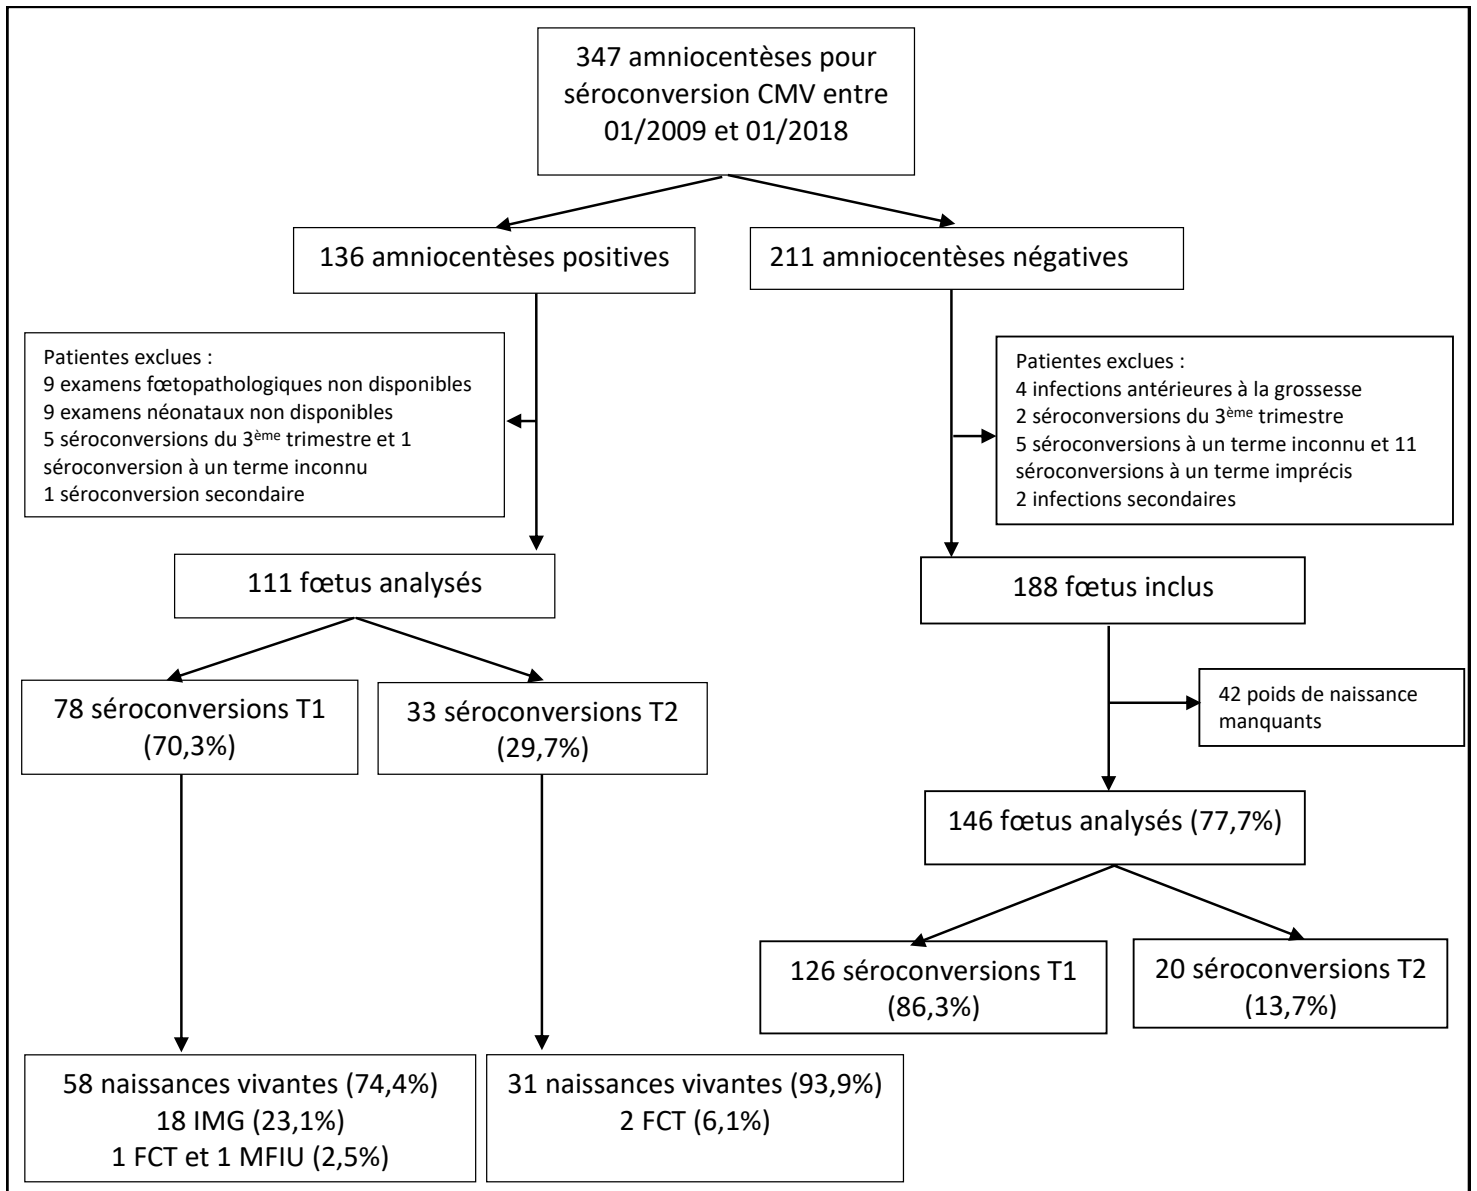 347 amniocentèses pour
séroconversion CMV entre
01/2009 et 01/2018
136 amniocentèses positives
211 amniocentèses négatives
Patientes exclues :
9 examens fœtopathologiques non disponibles
9 examens néonataux non disponibles
5 séroconversions du 3ème trimestre et 1
séroconversion à un terme inconnu
1 séroconversion secondaire
Patientes exclues :
4 infections antérieures à la grossesse
2 séroconversions du 3ème trimestre
5 séroconversions à un terme inconnu et 11
séroconversions à un terme imprécis
2 infections secondaires
111 fœtus analysés
188 fœtus inclus
78 séroconversions T1
(70,3%)
33 séroconversions T2
(29,7%)
42 poids de naissance
manquants
146 fœtus analysés (77,7%)
126 séroconversions T1
(86,3%)
20 séroconversions T2
(13,7%)
58 naissances vivantes (74,4%)
18 IMG (23,1%)
1 FCT et 1 MFIU (2,5%)
31 naissances vivantes (93,9%)
2 FCT (6,1%)